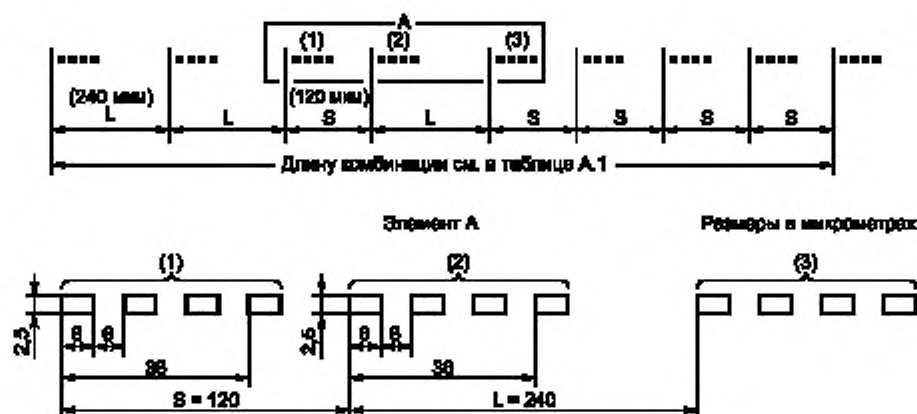 A
(1) (2) (3)
(240 мкм) (120 мкм)
L L S L S S S S
Длину комбинации см. в таблице А.1
Элемент А Размеры в микрометрах
(1) (2) (3)
2,5 6 6 2,5 6 6
36 36
S = 120 L = 240